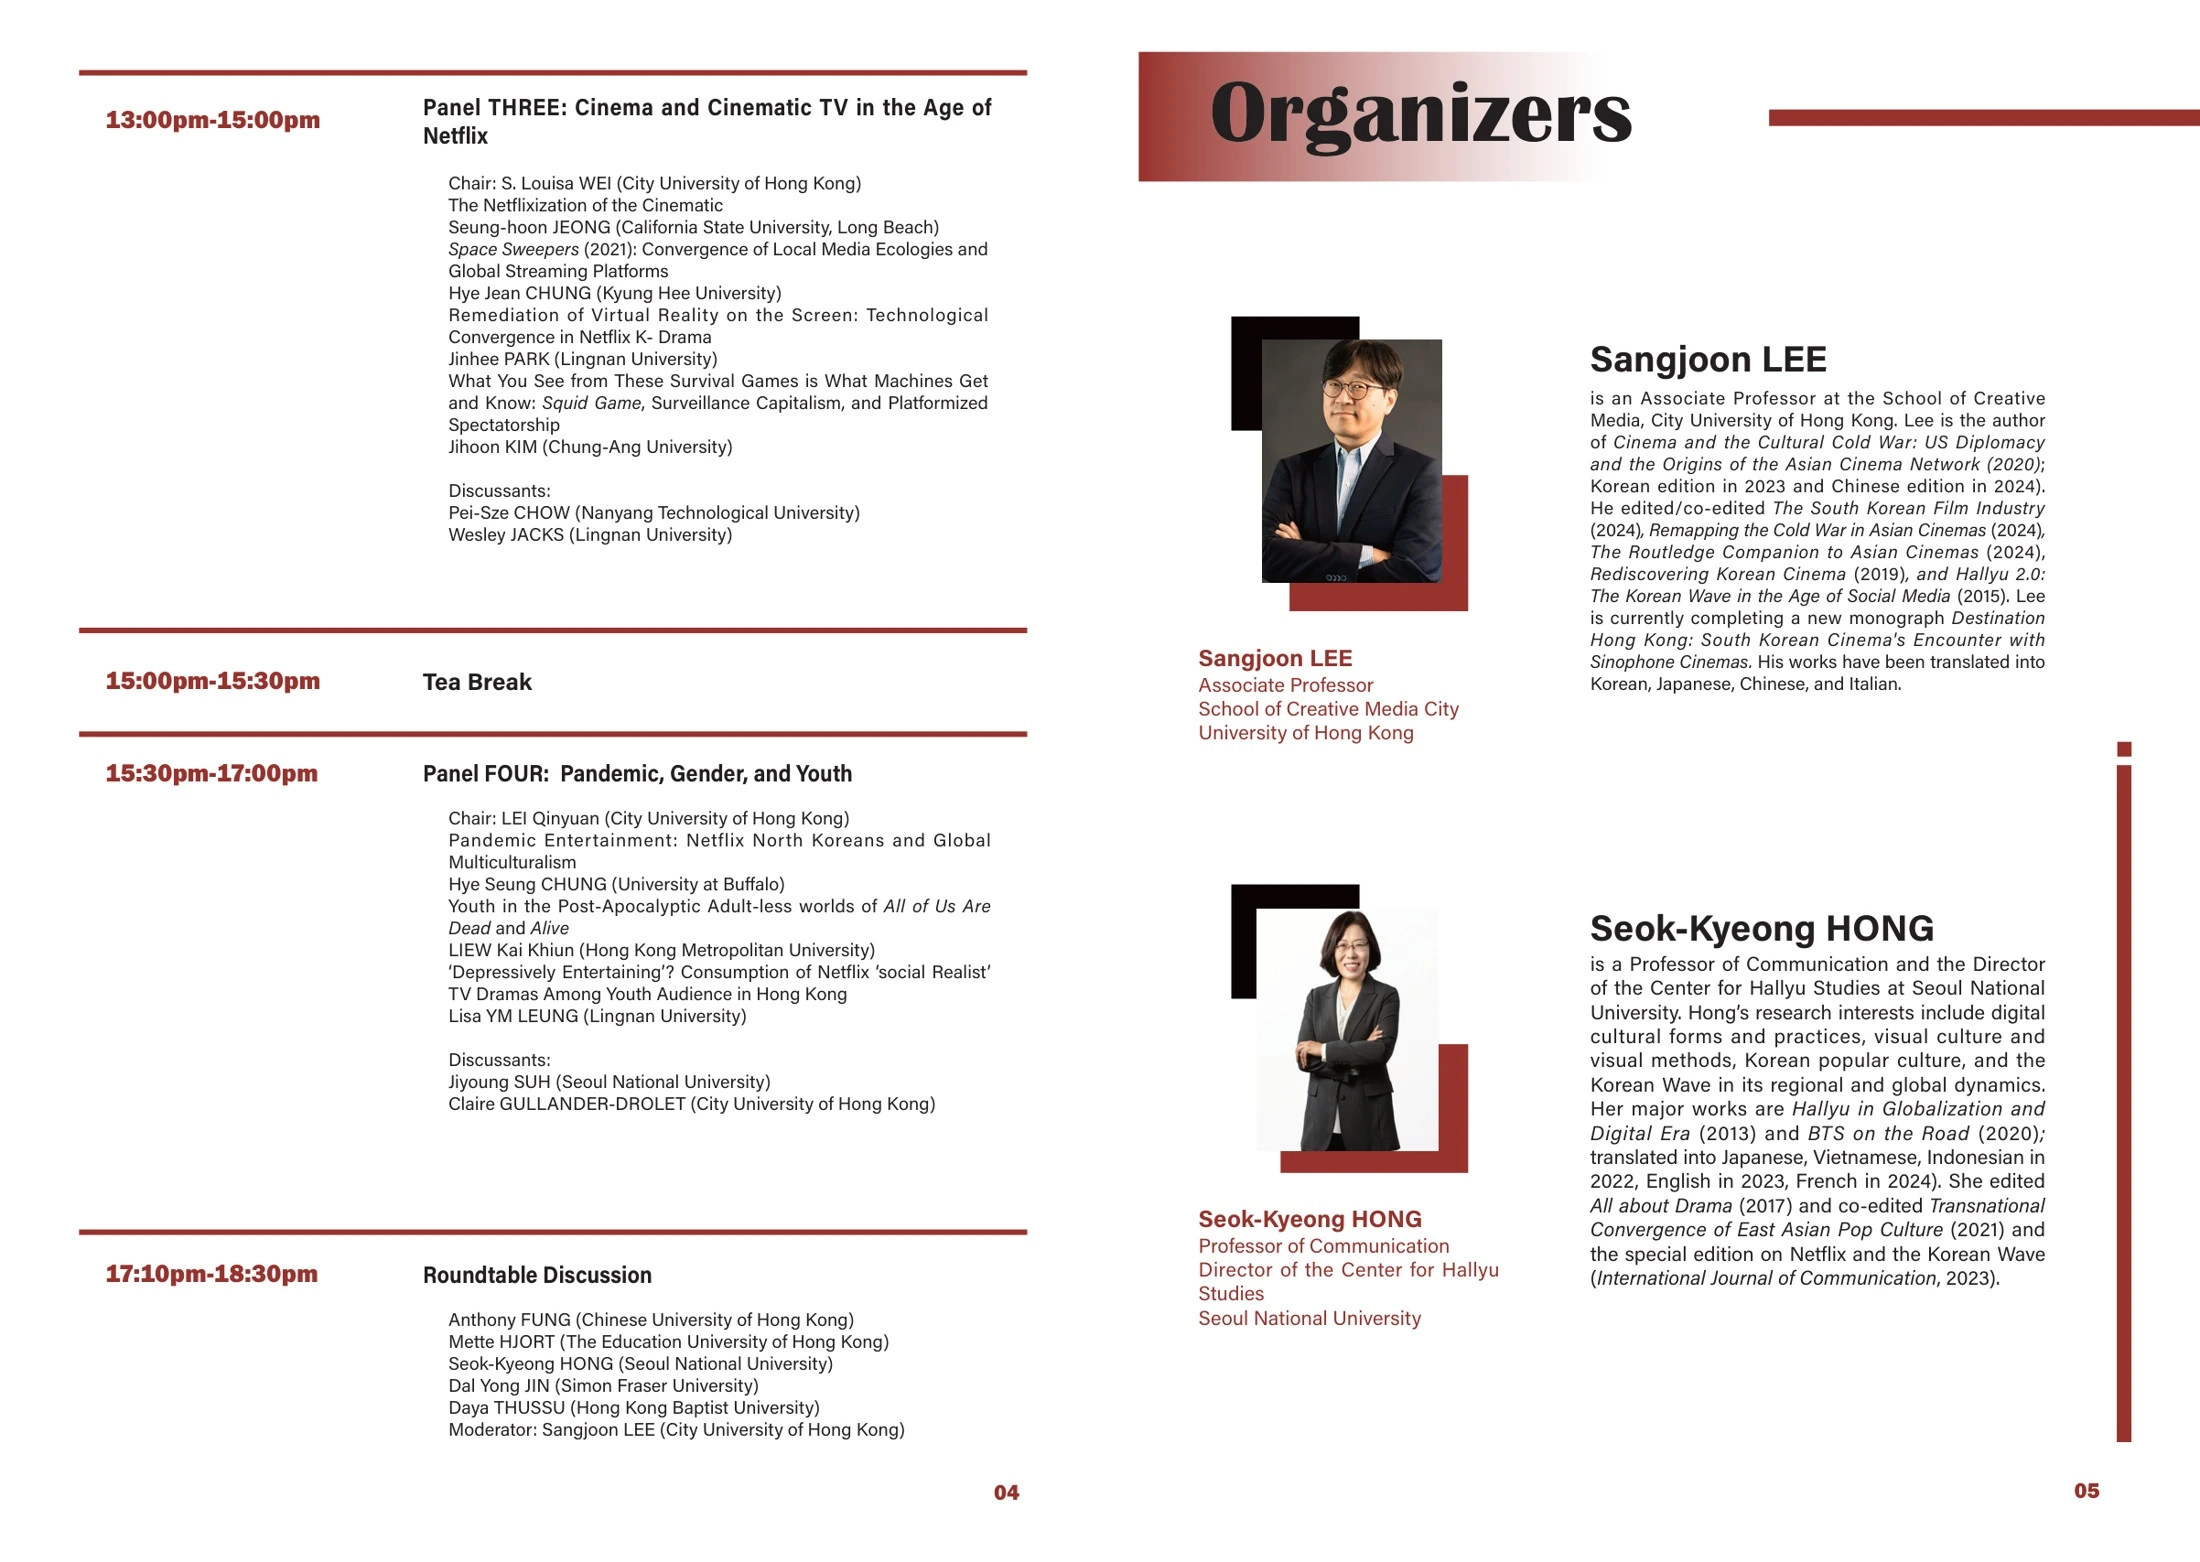 13:00pm-15:00pm
Panel THREE: Cinema and Cinematic TV in the Age of
Netflix
Chair: S. Louisa WEI (City University of Hong Kong)
The Netflixization of the Cinematic
Seung-hoon JEONG (California State University, Long Beach)
Space Sweepers (2021): Convergence of Local Media Ecologies and
Global Streaming Platforms
Hye Jean CHUNG (Kyung Hee University)
Remediation of Virtual Reality on the Screen: Technological
Convergence in Netflix K- Drama
Jinhee PARK (Lingnan University)
What You See from These Survival Games is What Machines Get
and Know: Squid Game, Surveillance Capitalism, and Platformized
Spectatorship
Jihoon KIM (Chung-Ang University)
Discussants:
Pei-Sze CHOW (Nanyang Technological University)
Wesley JACKS (Lingnan University)
15:00pm-15:30pm
Tea Break
15:30pm-17:00pm
Panel FOUR:  Pandemic, Gender, and Youth
Chair: LEI Qinyuan (City University of Hong Kong)
Pandemic Entertainment: Netflix North Koreans and Global
Multiculturalism
Hye Seung CHUNG (University at Buffalo)
Youth in the Post-Apocalyptic Adult-less worlds of All of Us Are
Dead and Alive
LIEW Kai Khiun (Hong Kong Metropolitan University)
‘Depressively Entertaining’? Consumption of Netflix ‘social Realist’
TV Dramas Among Youth Audience in Hong Kong
Lisa YM LEUNG (Lingnan University)
Discussants:
Jiyoung SUH (Seoul National University)
Claire GULLANDER-DROLET (City University of Hong Kong)
17:10pm-18:30pm
Roundtable Discussion
Anthony FUNG (Chinese University of Hong Kong)
Mette HJORT (The Education University of Hong Kong)
Seok-Kyeong HONG (Seoul National University)
Dal Yong JIN (Simon Fraser University)
Daya THUSSU (Hong Kong Baptist University)
Moderator: Sangjoon LEE (City University of Hong Kong)
04
Organizers
Sangjoon LEE
Associate Professor
School of Creative Media City
University of Hong Kong
Sangjoon LEE
is an Associate Professor at the School of Creative
Media, City University of Hong Kong. Lee is the author
of Cinema and the Cultural Cold War: US Diplomacy
and the Origins of the Asian Cinema Network (2020);
Korean edition in 2023 and Chinese edition in 2024).
He edited/co-edited The South Korean Film Industry
(2024), Remapping the Cold War in Asian Cinemas (2024),
The Routledge Companion to Asian Cinemas (2024),
Rediscovering Korean Cinema (2019), and Hallyu 2.0:
The Korean Wave in the Age of Social Media (2015). Lee
is currently completing a new monograph Destination
Hong Kong: South Korean Cinema's Encounter with
Sinophone Cinemas. His works have been translated into
Korean, Japanese, Chinese, and Italian.
Seok-Kyeong HONG
Professor of Communication
Director of the Center for Hallyu
Studies
Seoul National University
Seok-Kyeong HONG
is a Professor of Communication and the Director
of the Center for Hallyu Studies at Seoul National
University. Hong’s research interests include digital
cultural forms and practices, visual culture and
visual methods, Korean popular culture, and the
Korean Wave in its regional and global dynamics.
Her major works are Hallyu in Globalization and
Digital Era (2013) and BTS on the Road (2020);
translated into Japanese, Vietnamese, Indonesian in
2022, English in 2023, French in 2024). She edited
All about Drama (2017) and co-edited Transnational
Convergence of East Asian Pop Culture (2021) and
the special edition on Netflix and the Korean Wave
(International Journal of Communication, 2023).
05